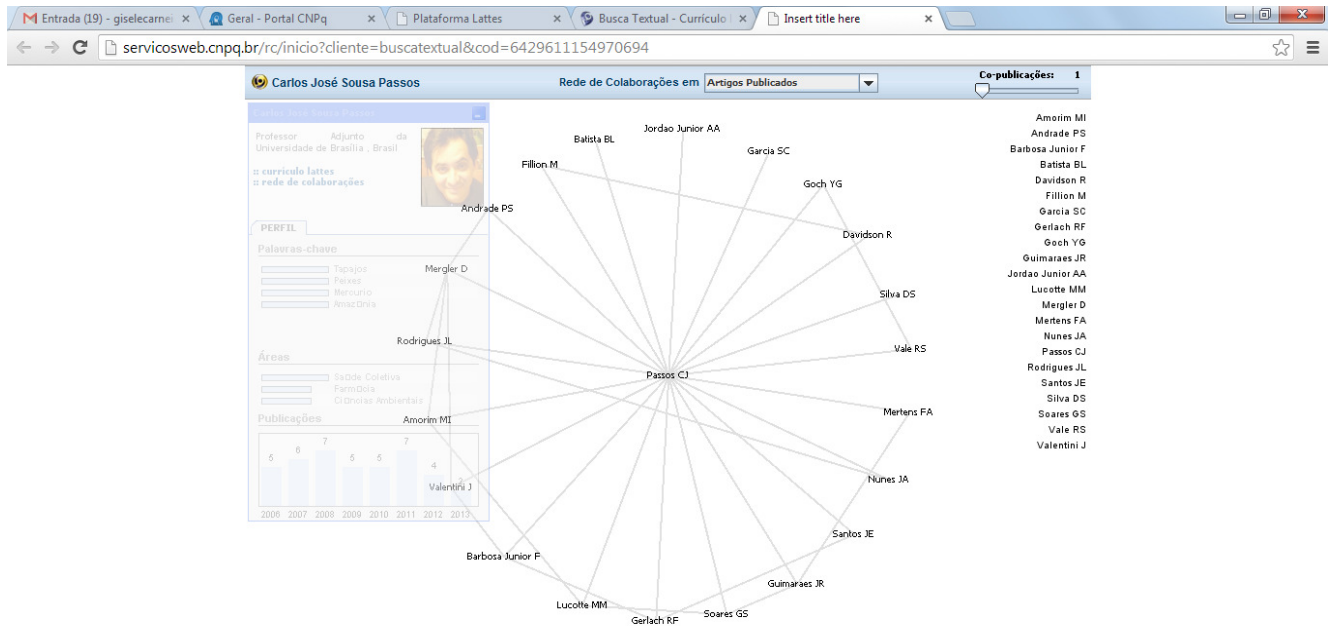 Entrada (19) - giselecarnei
Geral - Portal CNPq
Plataforma Lattes
Busca Textual - Currículo
Insert title here
servicosweb.cnpq.br/rc/inicio?cliente=buscatextual&cod=6429611154970694
Carlos José Sousa Passos
Rede de Colaborações em
Artigos Publicados
Co-publicações: 1
Carlos José Sousa Passos
Professor Adjunto da
Universidade de Brasília , Brasil
:: currículo lattes
:: rede de colaborações
PERFIL
Palavras-chave
Tapajos
Peixes
Mercurio
Áreas
Saúde Coletiva
Publicações
5 6 7 5 5 7 4
2006 2007 2008 2009 2010 2011 2012 2013
Jordao Junior AA
Batista BL
Garcia SC
Fillion M
Goch YG
Andrade PS
Davidson R
Mergler D
Silva DS
Rodrigues JL
Vale RS
Passos CJ
Amorim MI
Mertens FA
Valentini J
Nunes JA
Santos JE
Barbosa Junior F
Guimaraes JR
Lucotte MM
Soares GS
Gerlach RF
Amorim MI
Andrade PS
Barbosa Junior F
Batista BL
Davidson R
Fillion M
Garcia SC
Gerlach RF
Goch YG
Guimaraes JR
Jordao Junior AA
Lucotte MM
Mergler D
Mertens FA
Nunes JA
Passos CJ
Rodrigues JL
Santos JE
Silva DS
Soares GS
Vale RS
Valentini J